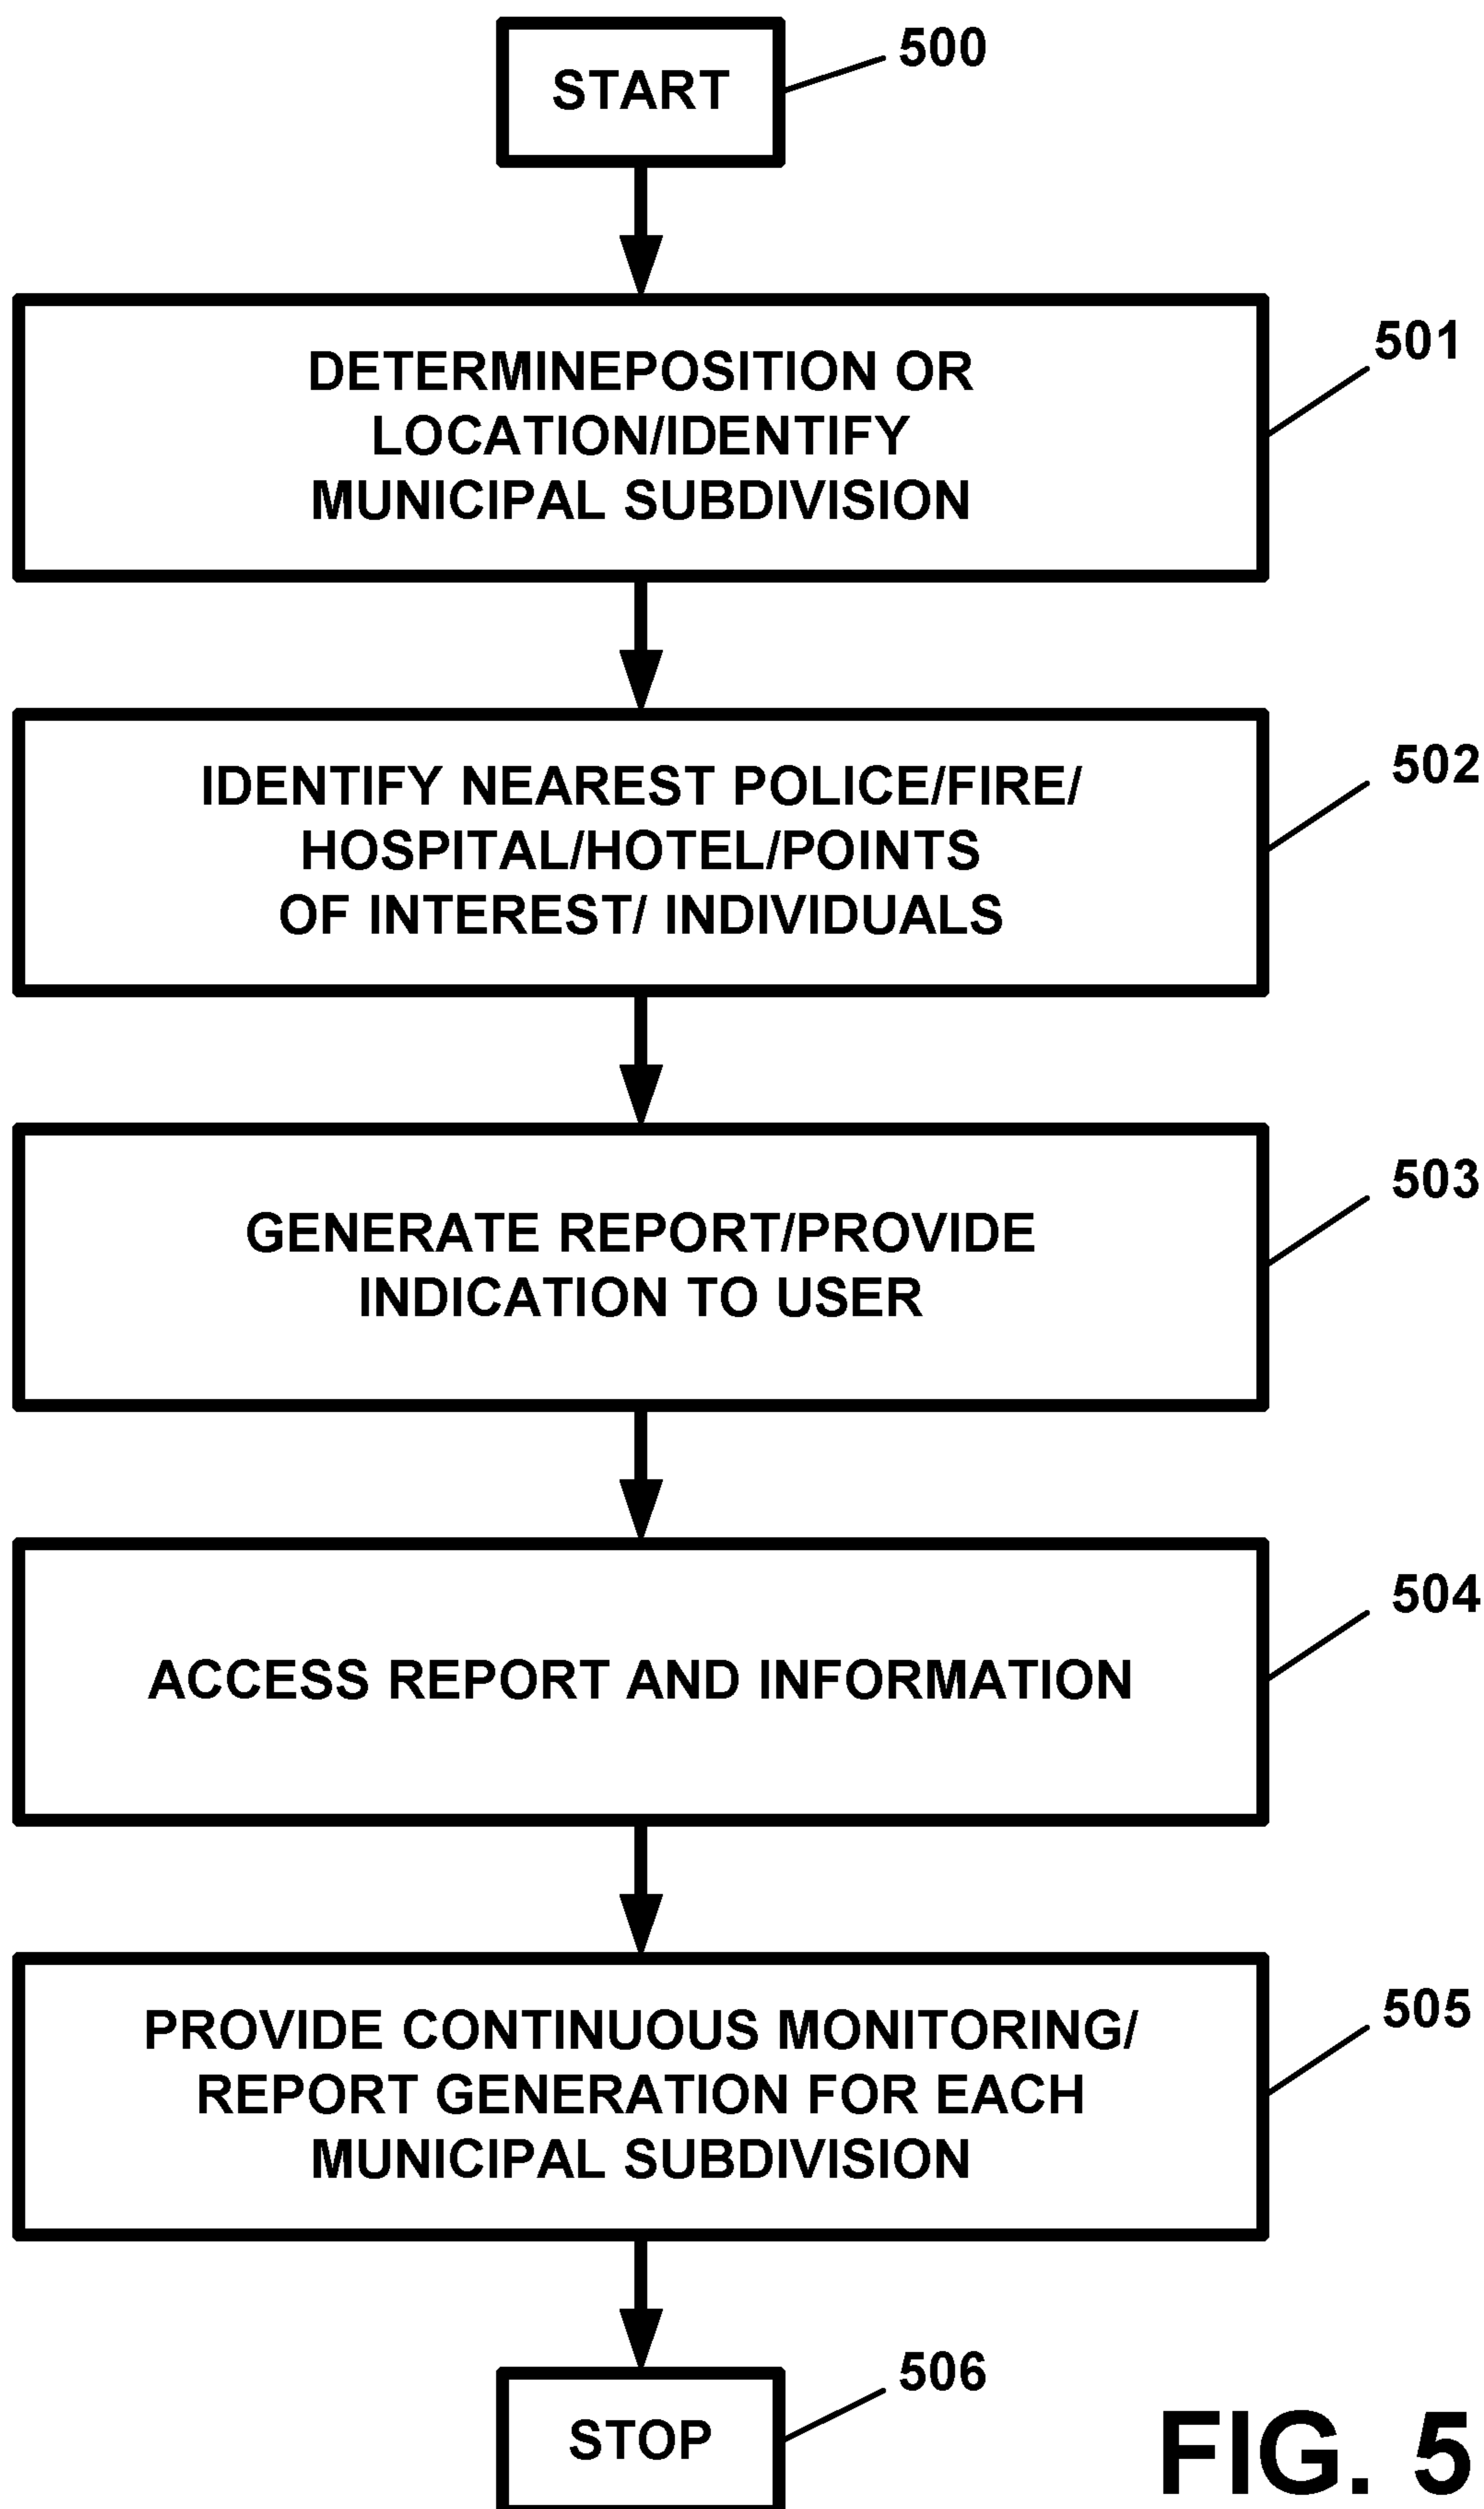 START
500
DETERMINEPOSITION OR
LOCATION/IDENTIFY
MUNICIPAL SUBDIVISION
501
IDENTIFY NEAREST POLICE/FIRE/
HOSPITAL/HOTEL/POINTS
OF INTEREST/ INDIVIDUALS
502
GENERATE REPORT/PROVIDE
INDICATION TO USER
503
ACCESS REPORT AND INFORMATION
504
PROVIDE CONTINUOUS MONITORING/
REPORT GENERATION FOR EACH
MUNICIPAL SUBDIVISION
505
STOP
506
FIG. 5